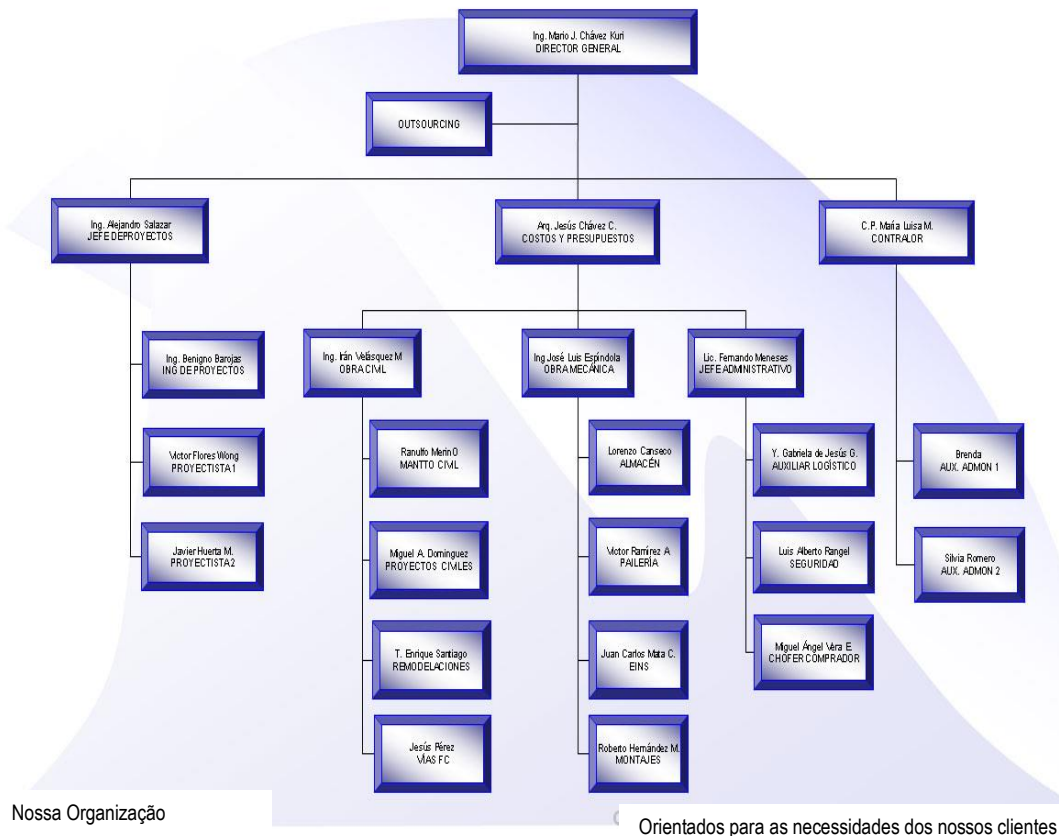 Ing. Mario J. Chávez Kuri
DIRECTOR GENERAL
OUTSOURCING
Ing. Alejandro Salazar
JEFE DEPROYECTOS
Arq. Jesús Chávez C.
COSTOS Y PRESUPUESTOS
C.P. María Luisa M.
CONTRALOR
Ing. Benigno Barojas
ING DE PROYECTOS
Victor Flores Wong
PROYECTISTA1
Javier Huerta M.
PROYECTISTA2
Ing. Irán Velásquez M
OBRA CIVIL
Ranulfo MerinO
MANTTO CIVIL
Miguel A. Dominguez
PROYECTOS CIVILES
T. Enrique Santiago
REMODELACIONES
Jesús Pérez
VÍAS FC
Ing José Luis Espíndola
OBRA MECÁNICA
Lorenzo Canseco
ALMACÉN
Victor Ramírez A
PAILERÍA
Juan Carlos Mata C.
EINS
Roberto Hernández M.
MONTAJES
Lic. Fernando Meneses
JEFE ADMINISTRATIVO
Y. Gabriela de Jesús G.
AUXILIAR LOGÍSTICO
Luis Alberto Rangel
SEGURIDAD
Miguel Ángel Vera E.
CHOFER COMPRADOR
Brenda
AUX. ADMON 1
Silvia Romero
AUX. ADMON 2
Nossa Organização
Orientados para as necessidades dos nossos clientes